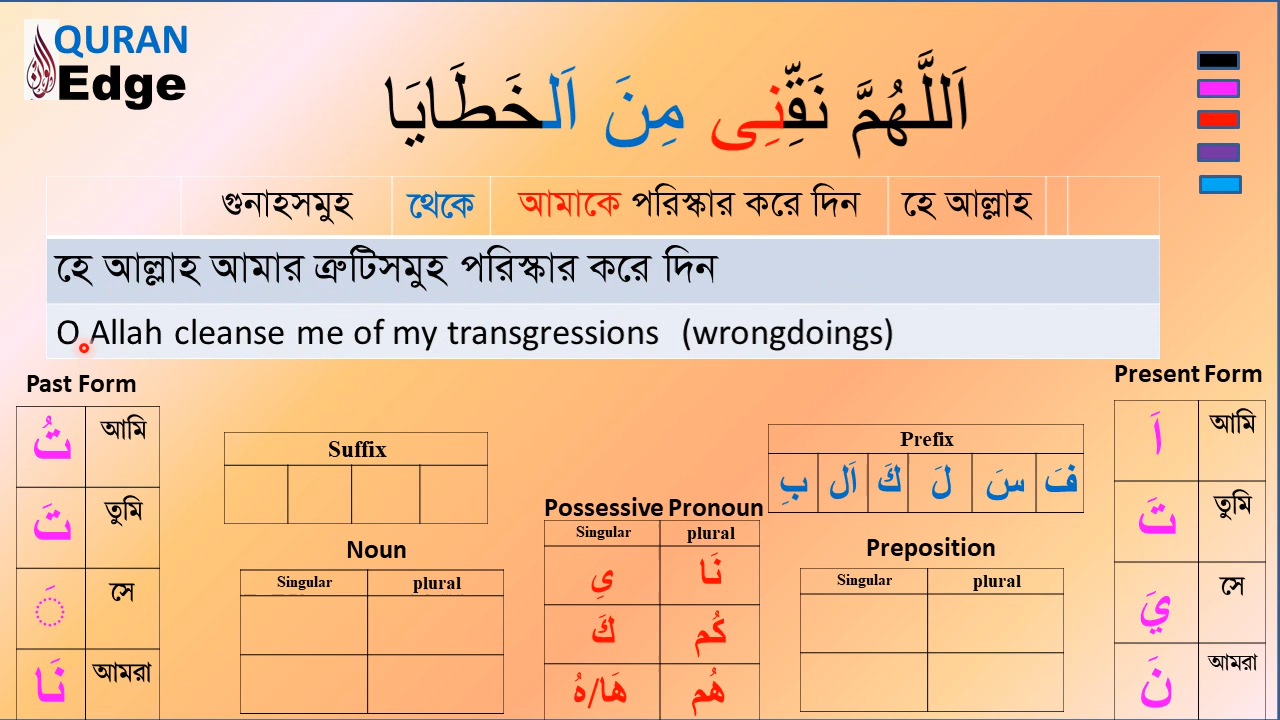 QURAN
Edge
اَللَّهُمَّ نَقِّنِى مِنَ اَلخَطَايَا
গুনাহসমুহ থেকে আমাকে পরিস্কার করে দিন হে আল্লাহ
হে আল্লাহ আমার ত্রুটিসমুহ পরিস্কার করে দিন
O Allah cleanse me of my transgressions (wrongdoings)
Past Form
تُ আমি
تَ তুমি
َ সে
نَا আমরা
Suffix
Noun
Singular plural
Possessive Pronoun
Singular plural
يِ نَا
كَ كُم
هَا/هُ هُم
Prefix
بِ اَل كَ لَ سَ فَ
Preposition
Singular plural
Present Form
اَ আমি
تَ তুমি
يَ সে
نَ আমরা